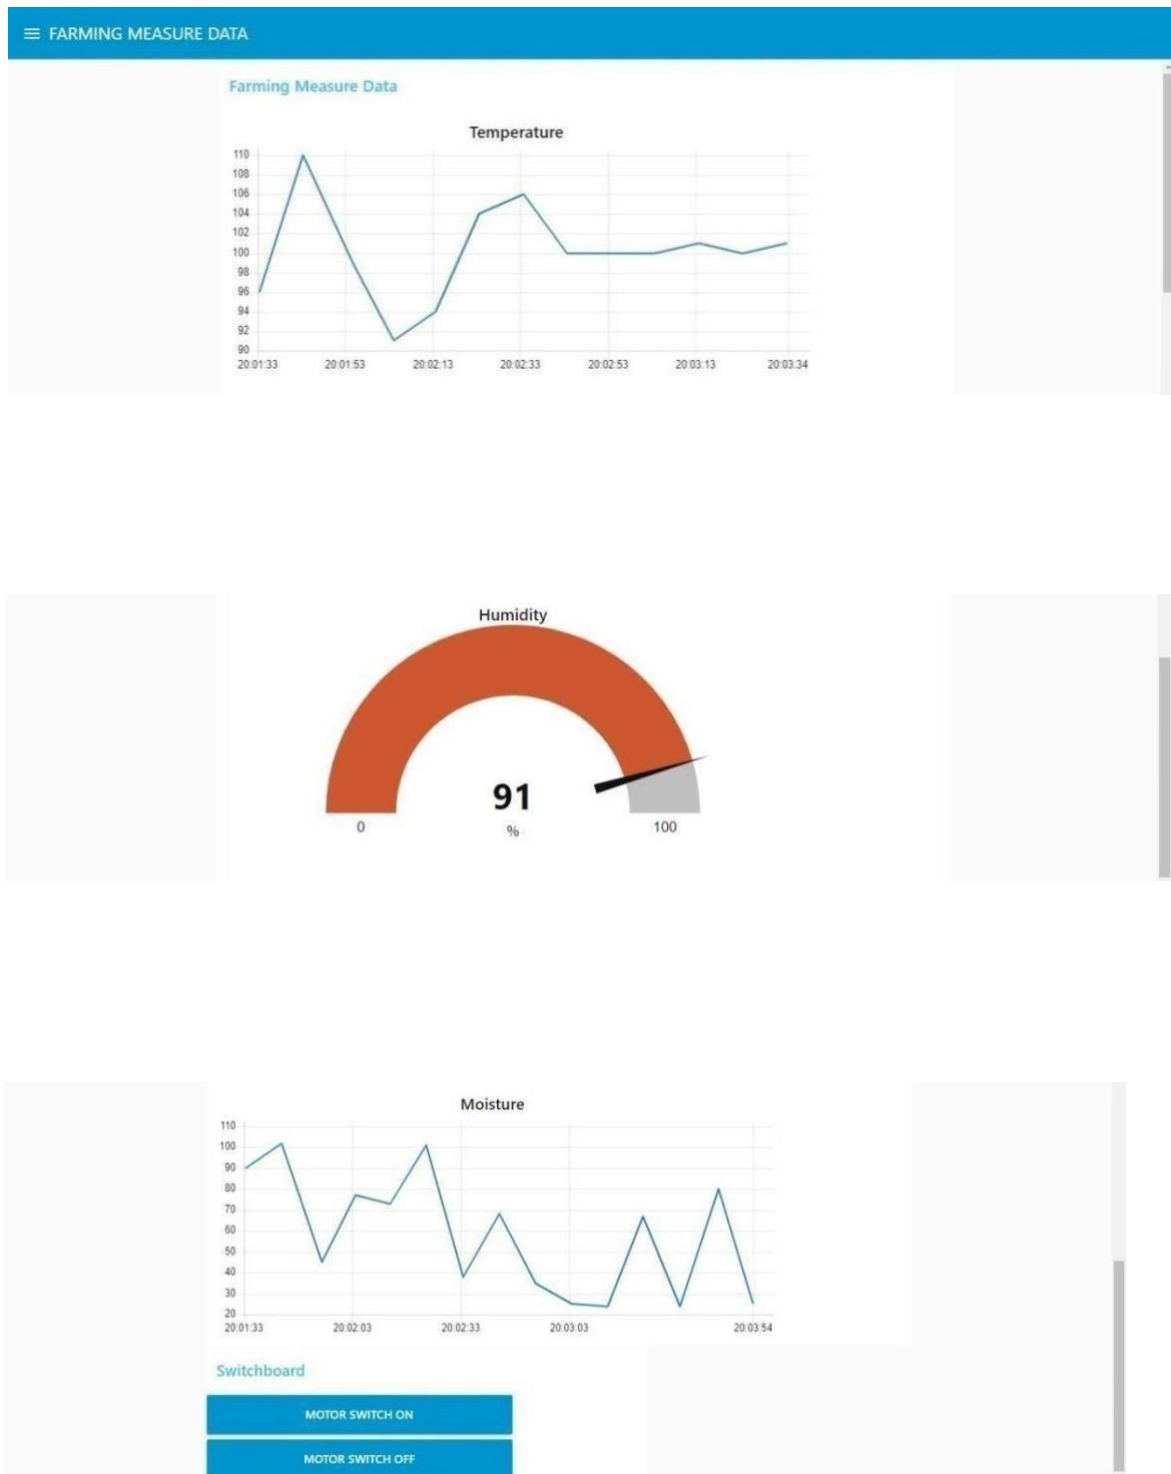 FARMING MEASURE DATA
Farming Measure Data
Temperature
110
108
106
104
102
100
98
96
94
92
90
20:01:33 20:01:53 20:02:13 20:02:33 20:02:53 20:03:13 20:03:34
Humidity
91
%
0 100
Moisture
110
100
90
80
70
60
50
40
30
20
20:01:33 20:02:03 20:02:33 20:03:03 20:03:54
Switchboard
MOTOR SWITCH ON
MOTOR SWITCH OFF